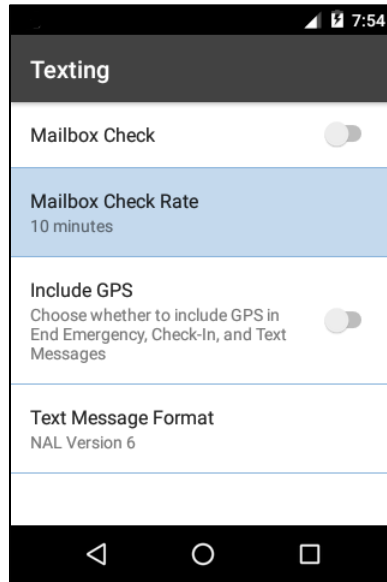 7:54
Texting
Mailbox Check
Mailbox Check Rate
10 minutes
Include GPS
Choose whether to include GPS in
End Emergency, Check-In, and Text
Messages
Text Message Format
NAL Version 6